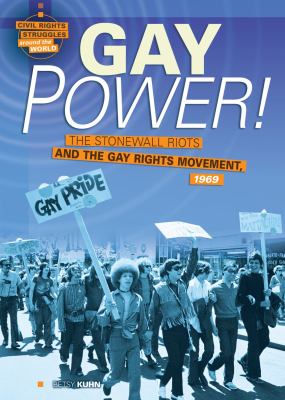 CIVIL RIGHTS
STRUGGLES
around the
WORLD
GAY
POWER!
THE STONEWALL RIOTS
AND THE GAY RIGHTS MOVEMENT,
1969
GAY PRIDE
BETSY KUHN